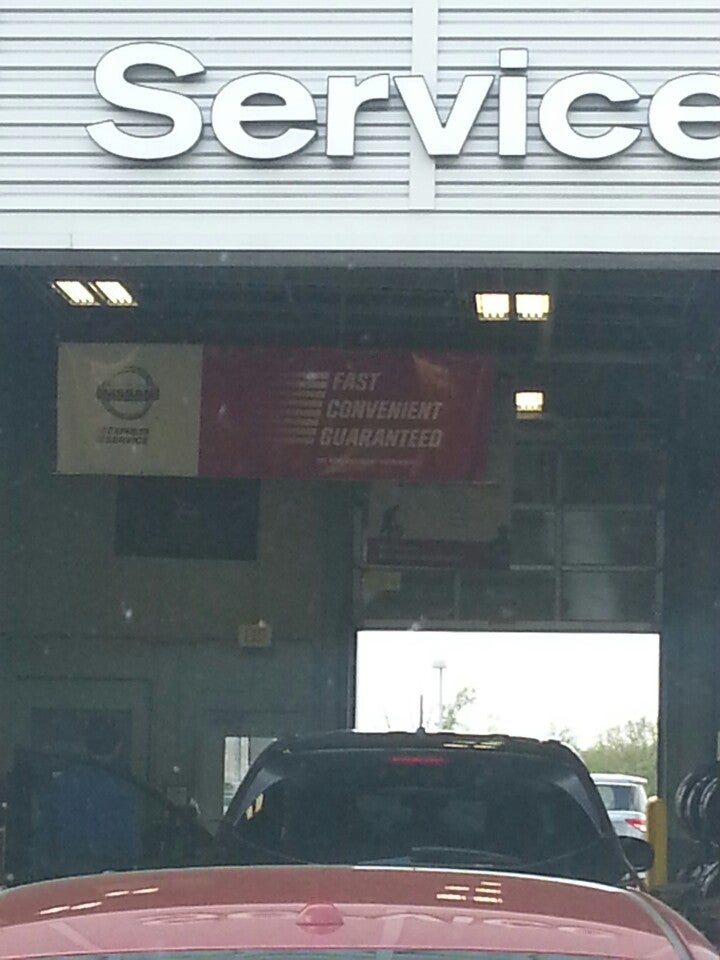 Service
NISSAN
EXPRESS
SERVICE
FAST
CONVENIENT
GUARANTEED